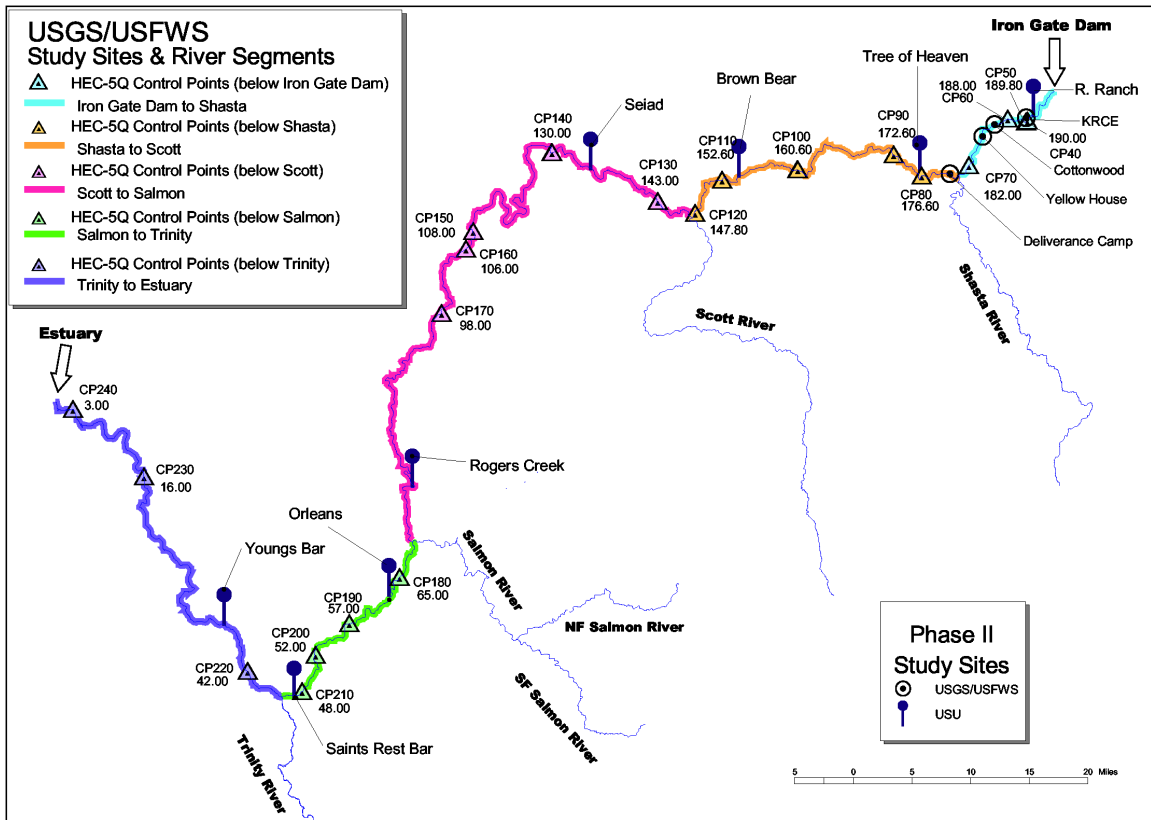 USGS/USFWS
Study Sites & River Segments
HEC-5Q Control Points (below Iron Gate Dam)
Iron Gate Dam to Shasta
HEC-5Q Control Points (below Shasta)
Shasta to Scott
HEC-5Q Control Points (below Scott)
Scott to Salmon
HEC-5Q Control Points (below Salmon)
Salmon to Trinity
HEC-5Q Control Points (below Trinity)
Trinity to Estuary
Iron Gate Dam
R. Ranch
KRCE
CP50
189.80
188.00
CP60
190.00
CP40
Cottonwood
Tree of Heaven
CP90
172.60
CP70
182.00
Yellow House
CP80
176.60
Deliverance Camp
Shasta River
Brown Bear
CP100
160.60
CP110
152.60
CP120
147.80
Scott River
Seiad
CP140
130.00
CP130
143.00
CP150
108.00
CP160
106.00
CP170
98.00
Rogers Creek
Estuary
CP240
3.00
CP230
16.00
Youngs Bar
Orleans
CP180
65.00
CP190
57.00
CP200
52.00
CP210
48.00
CP220
42.00
Saints Rest Bar
Trinity River
Salmon River
NF Salmon River
SF Salmon River
Phase II
Study Sites
USGS/USFWS
USU
5 0 5 10 15 20 Miles